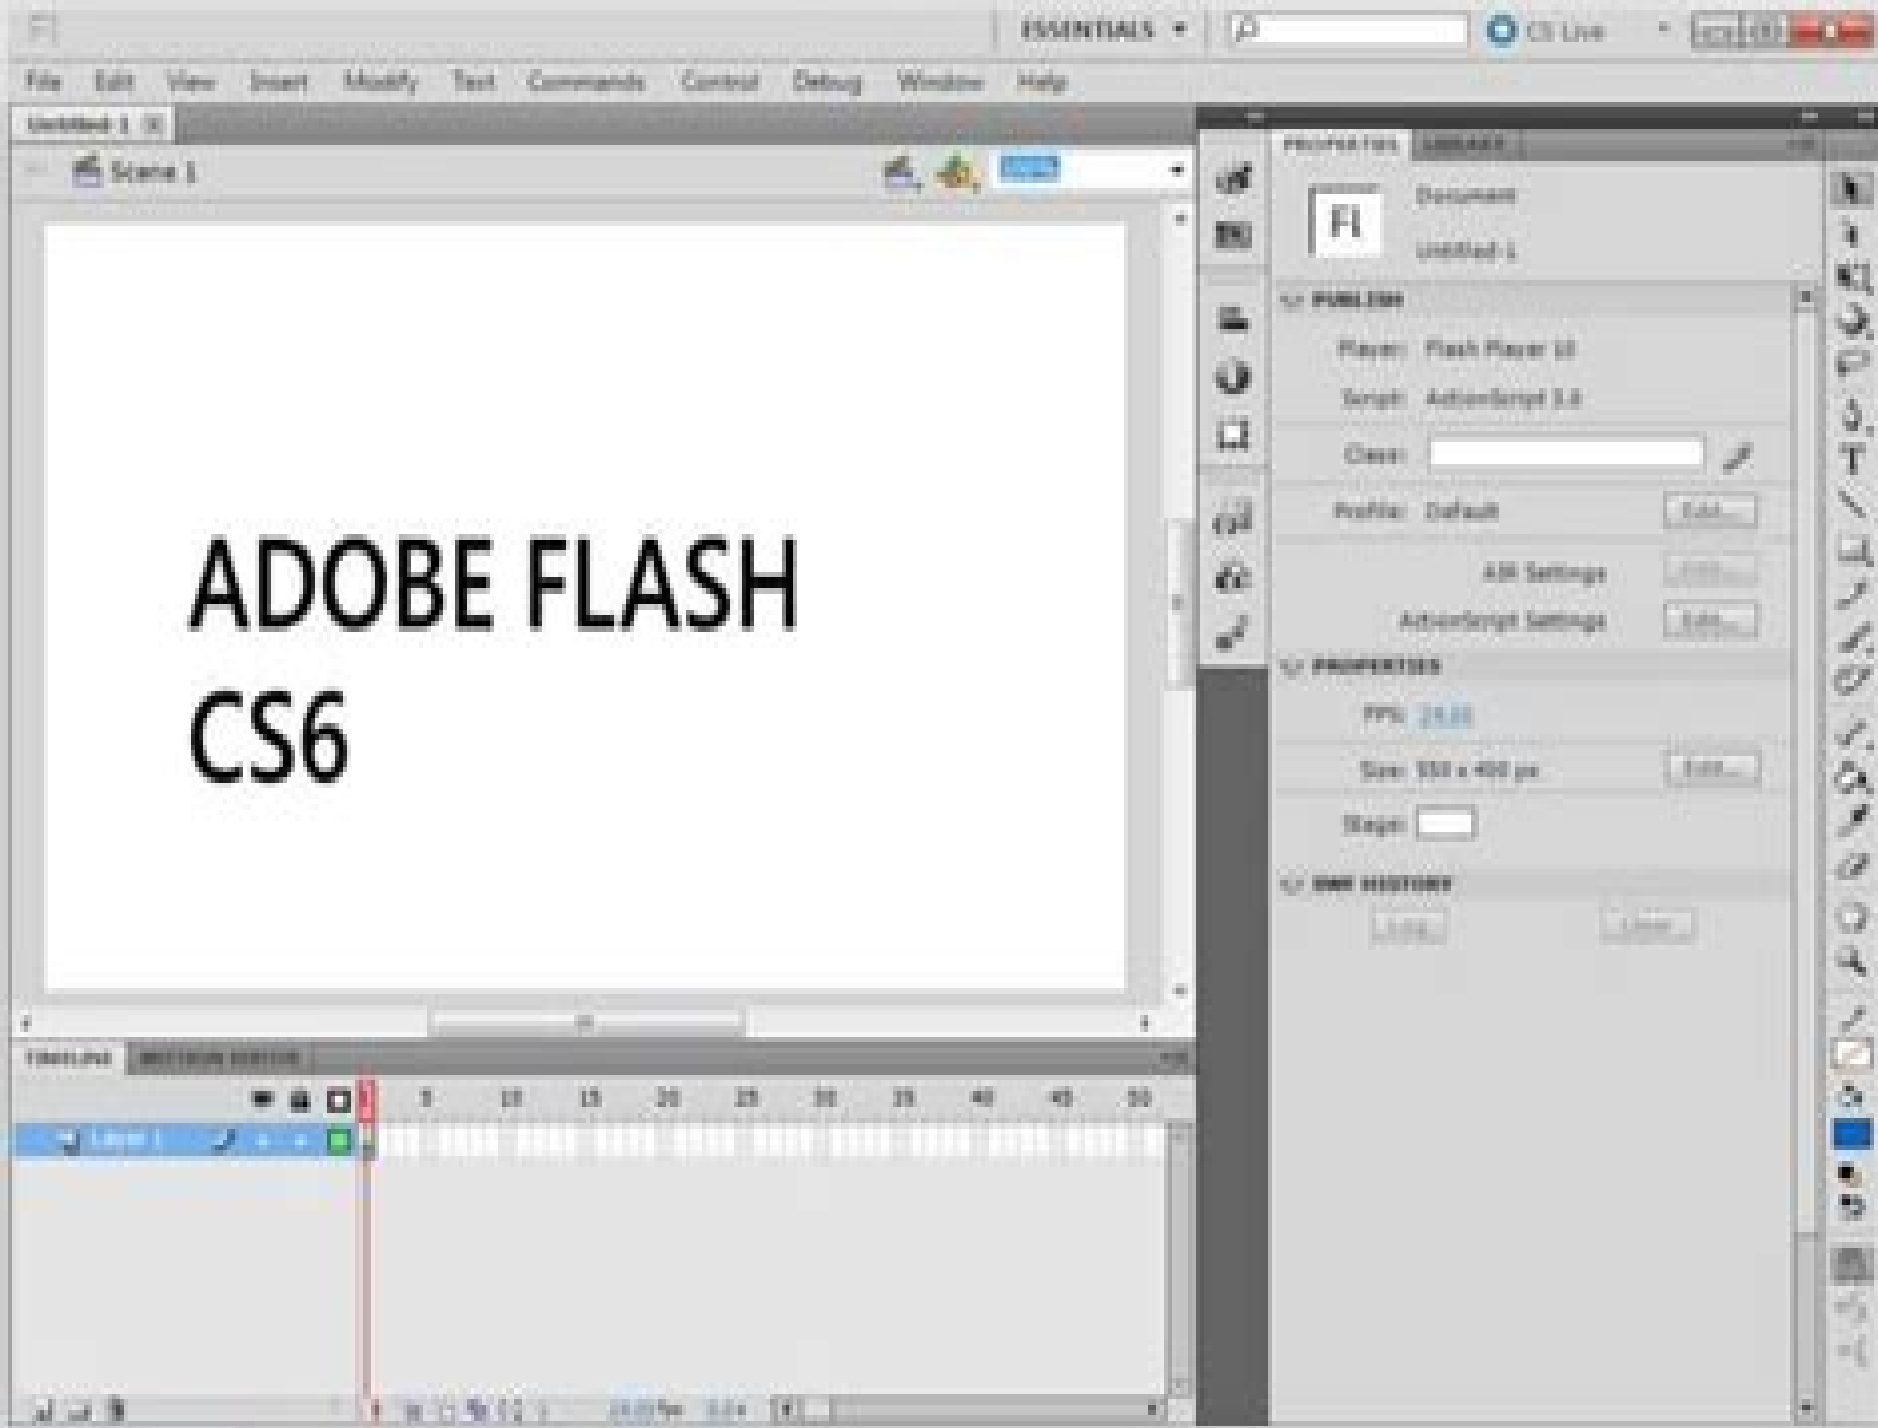 ESSENTIALS
CS Live
File Edit View Insert Modify Text Commands Control Debug Window Help
Untitled-1
Scene 1
ADOBE FLASH
CS6
PROPERTIES LIBRARY
Fl
Document
Untitled-1
PUBLISH
Player: Flash Player 10
Script: ActionScript 3.0
Class:
Profile: Default Edit...
AIR Settings Edit...
ActionScript Settings Edit...
PROPERTIES
FPS: 24.00
Size: 550 x 400 px Edit...
Stage:
SWF HISTORY
Log Clear
TIMELINE MOTION EDITOR
5 10 15 20 25 30 35 40 45 50
Layer 1